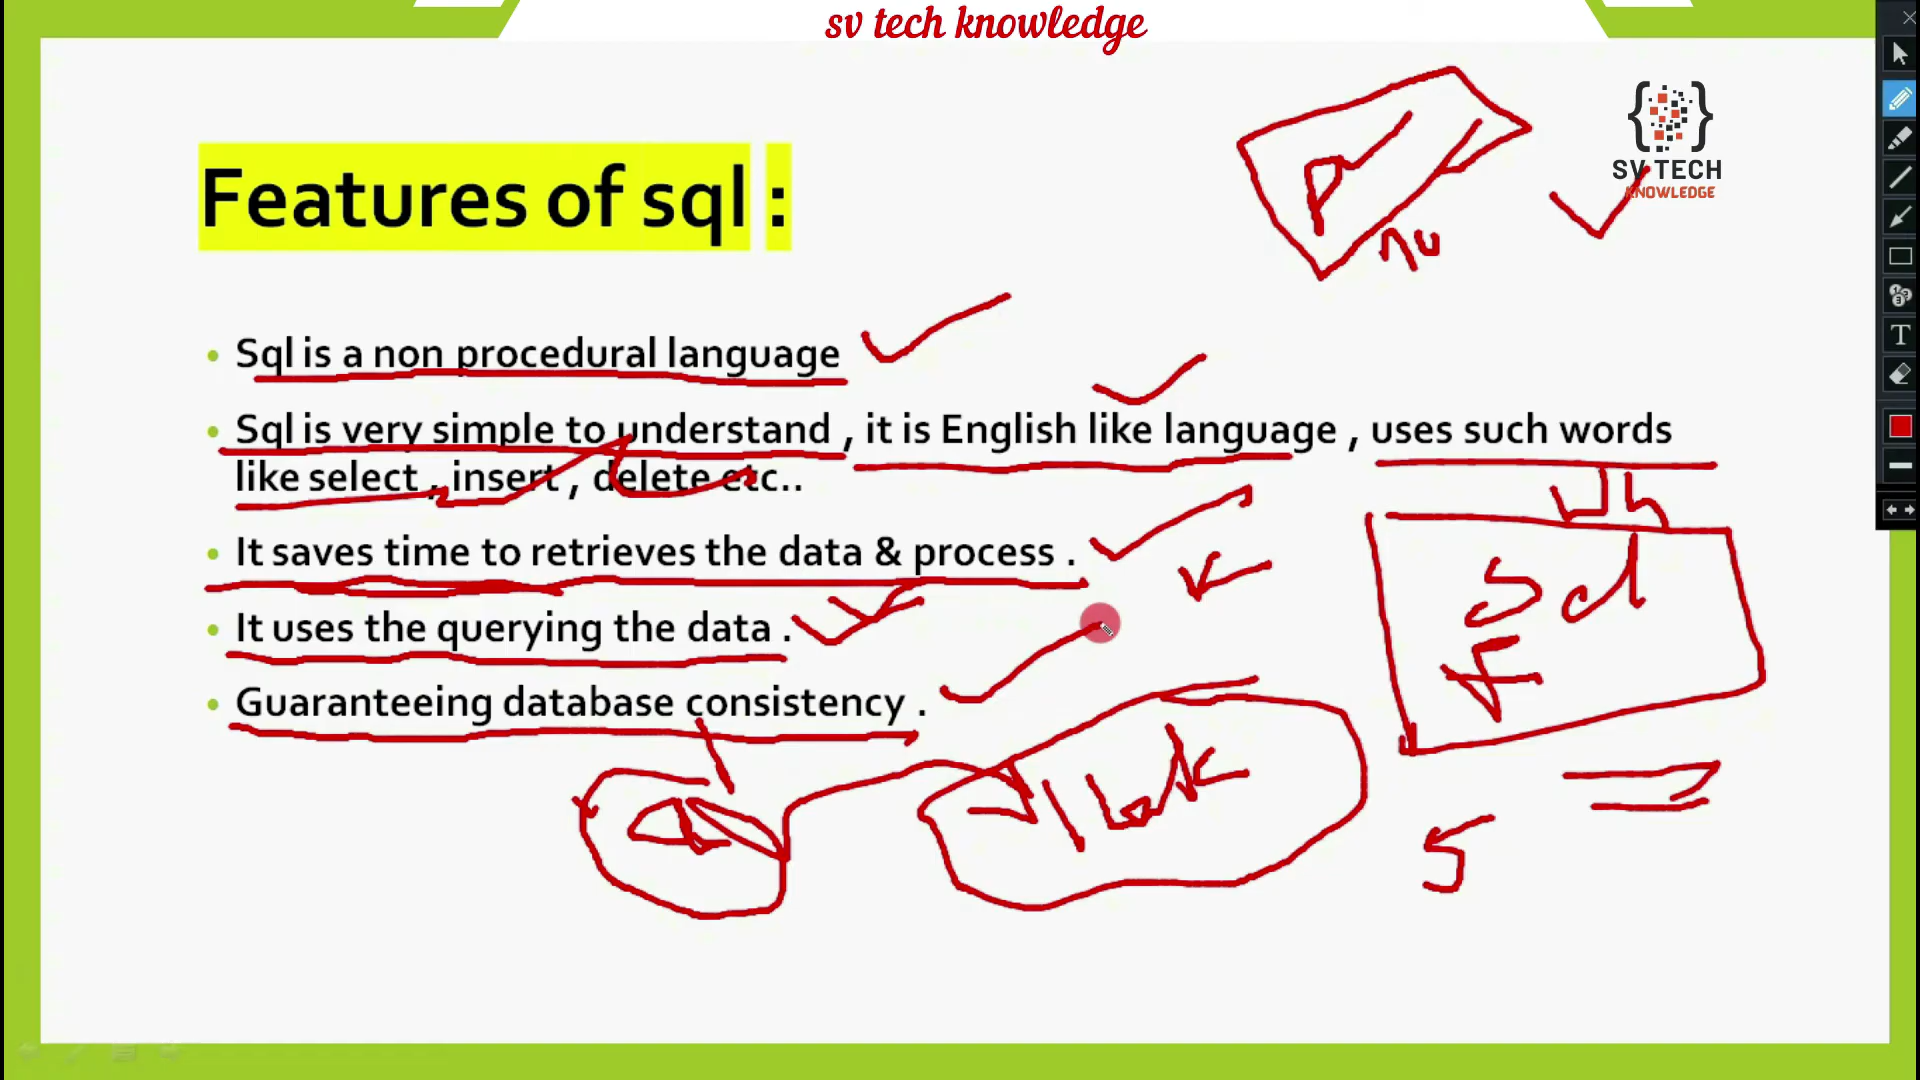 sv tech knowledge
SV TECH
KNOWLEDGE
Features of sql :
• Sql is a non procedural language
• Sql is very simple to understand , it is English like language , uses such words
like select , insert , delete etc..
• It saves time to retrieves the data & process .
• It uses the querying the data .
• Guaranteeing database consistency .
5